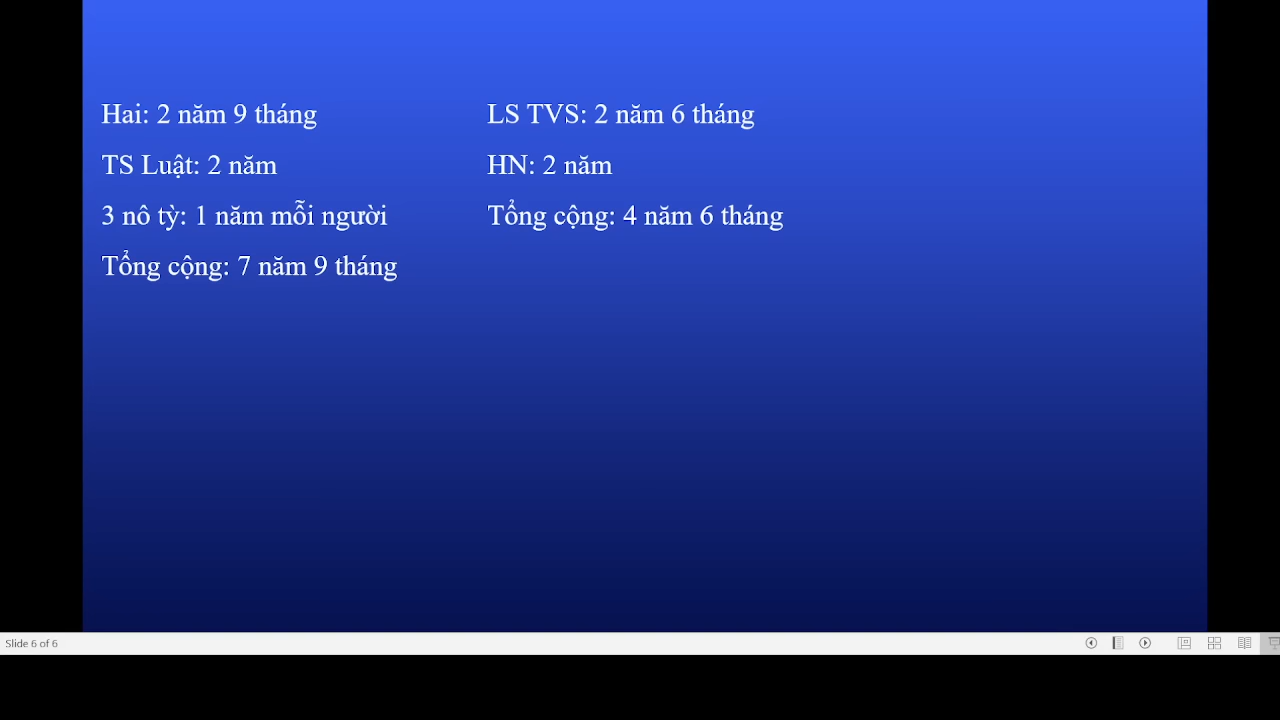 Hai: 2 năm 9 tháng
TS Luật: 2 năm
3 nô tỳ: 1 năm mỗi người
Tổng cộng: 7 năm 9 tháng
LS TVS: 2 năm 6 tháng
HN: 2 năm
Tổng cộng: 4 năm 6 tháng
Slide 6 of 6